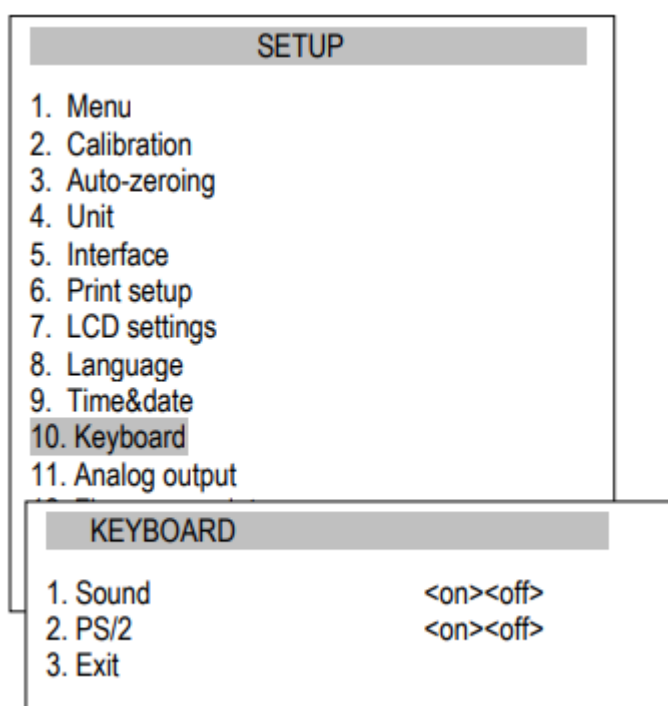 SETUP
1. Menu
2. Calibration
3. Auto-zeroing
4. Unit
5. Interface
6. Print setup
7. LCD settings
8. Language
9. Time&date
10. Keyboard
11. Analog output
KEYBOARD
1. Sound <on><off>
2. PS/2 <on><off>
3. Exit